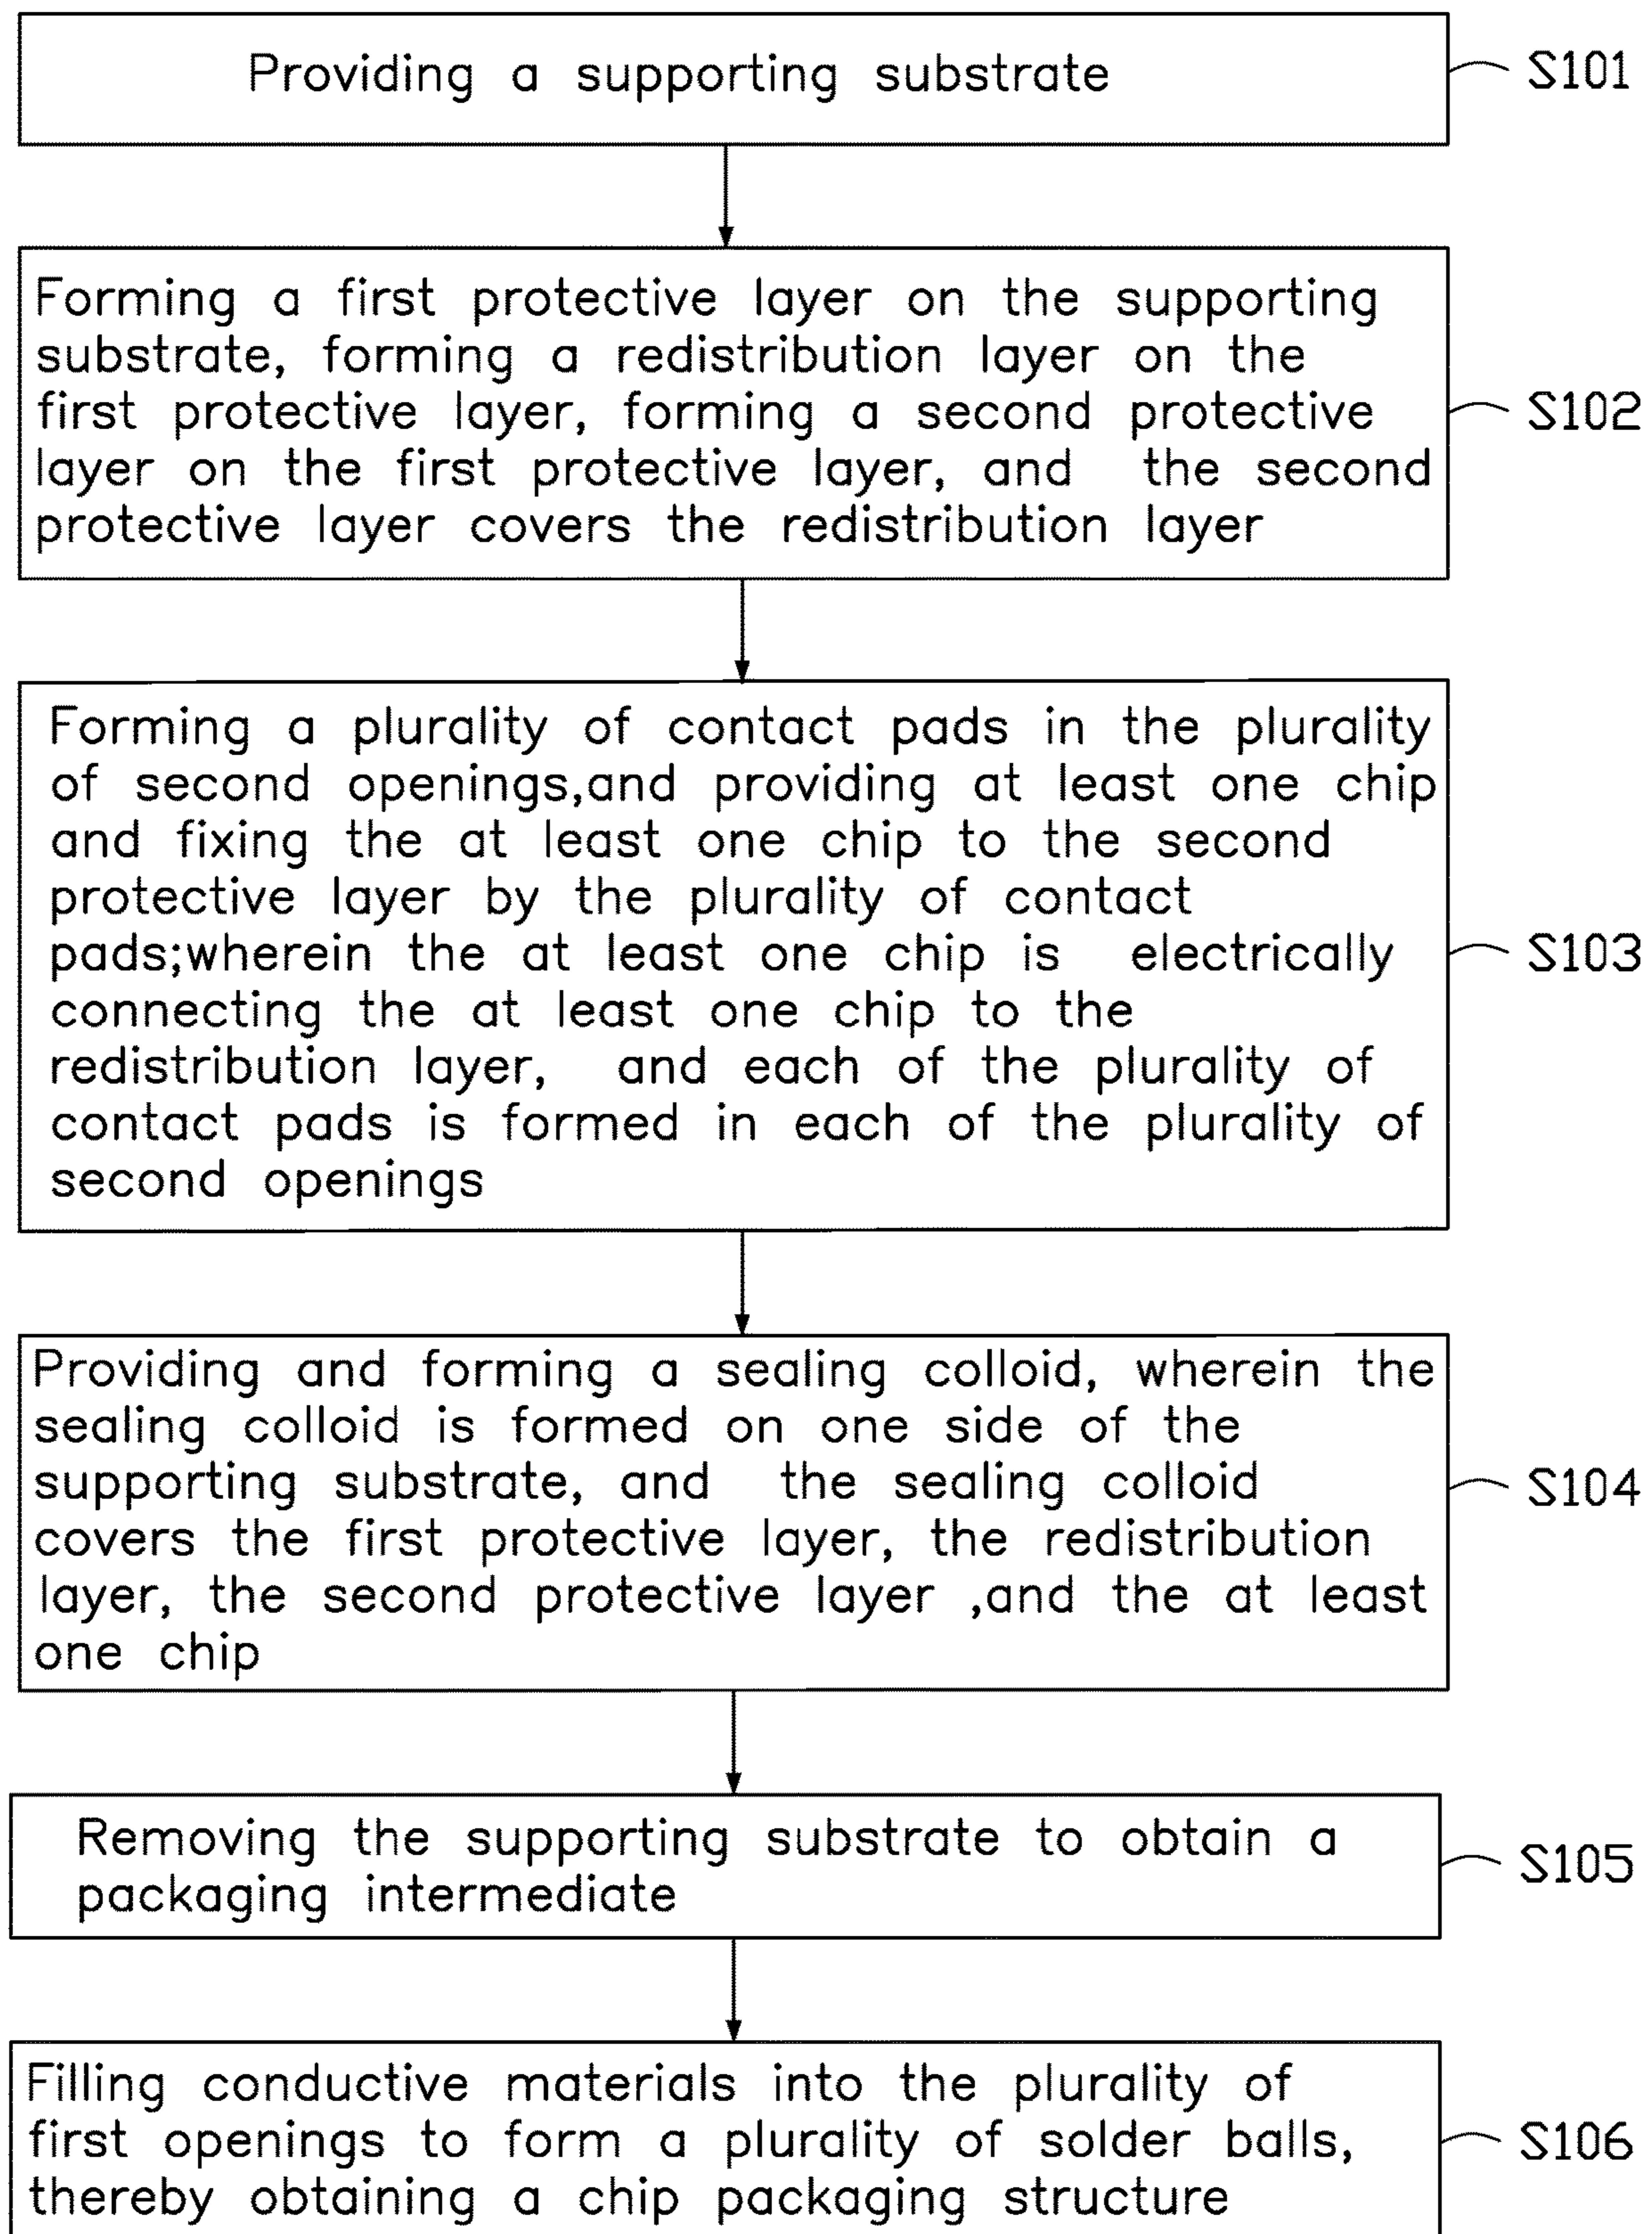 Providing a supporting substrate
S101
Forming a first protective layer on the supporting
substrate, forming a redistribution layer on the
first protective layer, forming a second protective
layer on the first protective layer, and the second
protective layer covers the redistribution layer
S102
Forming a plurality of contact pads in the plurality
of second openings,and providing at least one chip
and fixing the at least one chip to the second
protective layer by the plurality of contact
pads;wherein the at least one chip is electrically
connecting the at least one chip to the
redistribution layer, and each of the plurality of
contact pads is formed in each of the plurality of
second openings
S103
Providing and forming a sealing colloid, wherein the
sealing colloid is formed on one side of the
supporting substrate, and the sealing colloid
covers the first protective layer, the redistribution
layer, the second protective layer ,and the at least
one chip
S104
Removing the supporting substrate to obtain a
packaging intermediate
S105
Filling conductive materials into the plurality of
first openings to form a plurality of solder balls,
thereby obtaining a chip packaging structure
S106